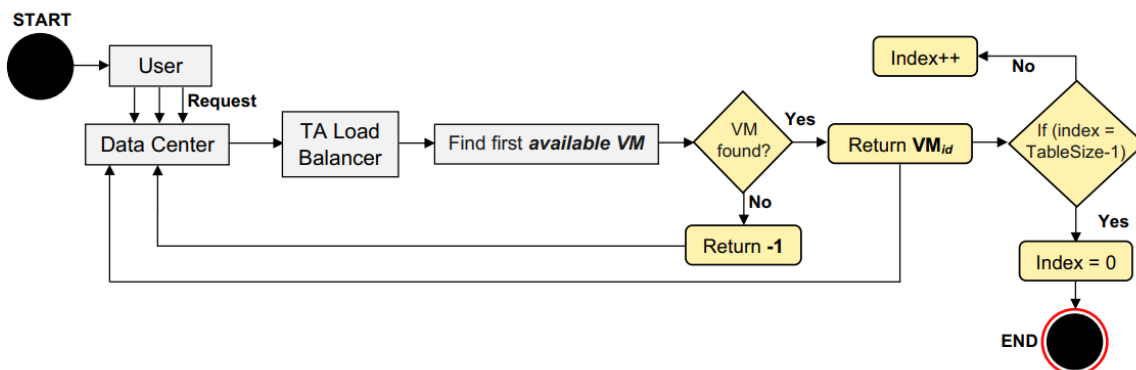 START
User
Request
Data Center
TA Load
Balancer
Find first available VM
VM
found?
Yes
No
Return -1
Return VMid
If (index =
TableSize-1)
No
Index++
Yes
Index = 0
END